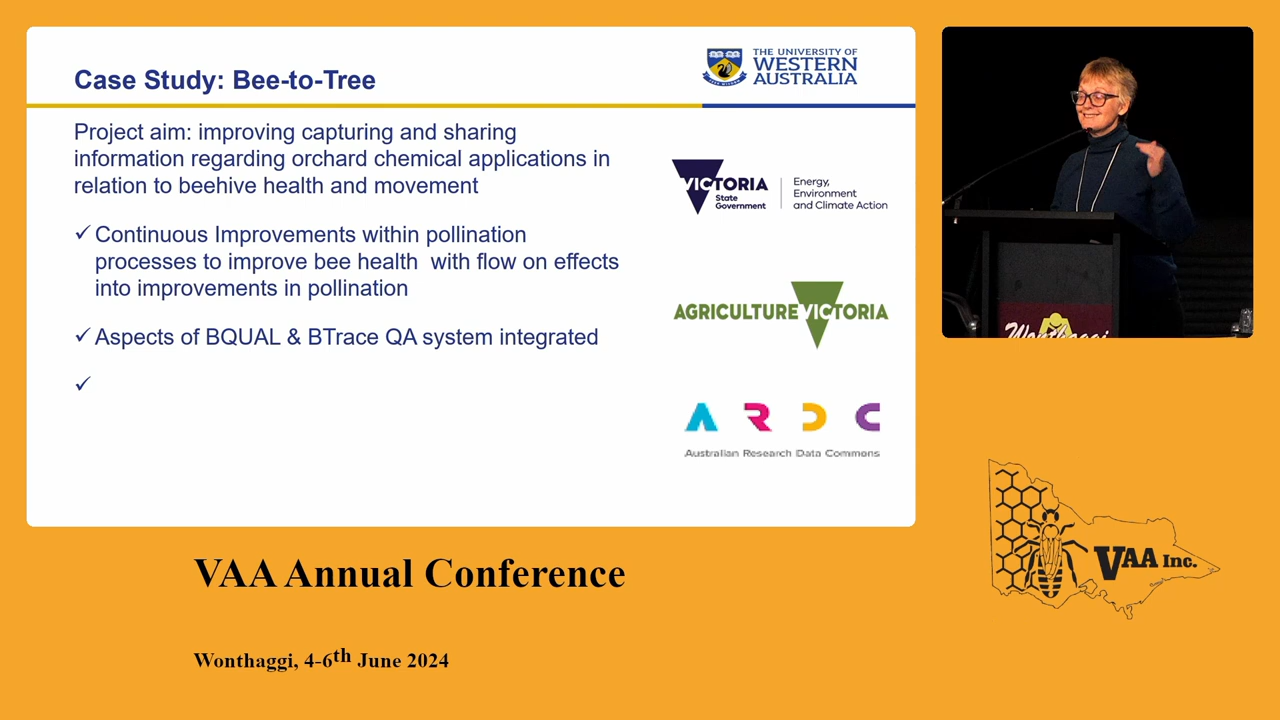 Case Study: Bee-to-Tree
THE UNIVERSITY OF
WESTERN
AUSTRALIA
Project aim: improving capturing and sharing
information regarding orchard chemical applications in
relation to beehive health and movement
✓ Continuous Improvements within pollination
processes to improve bee health with flow on effects
into improvements in pollination
✓ Aspects of BQUAL & BTrace QA system integrated
✓
VICTORIA
State
Government
Energy,
Environment
and Climate Action
AGRICULTURE VICTORIA
ARDC
Australian Research Data Commons
Wonthaggi
VAA Inc.
VAA Annual Conference
Wonthaggi, 4-6th June 2024